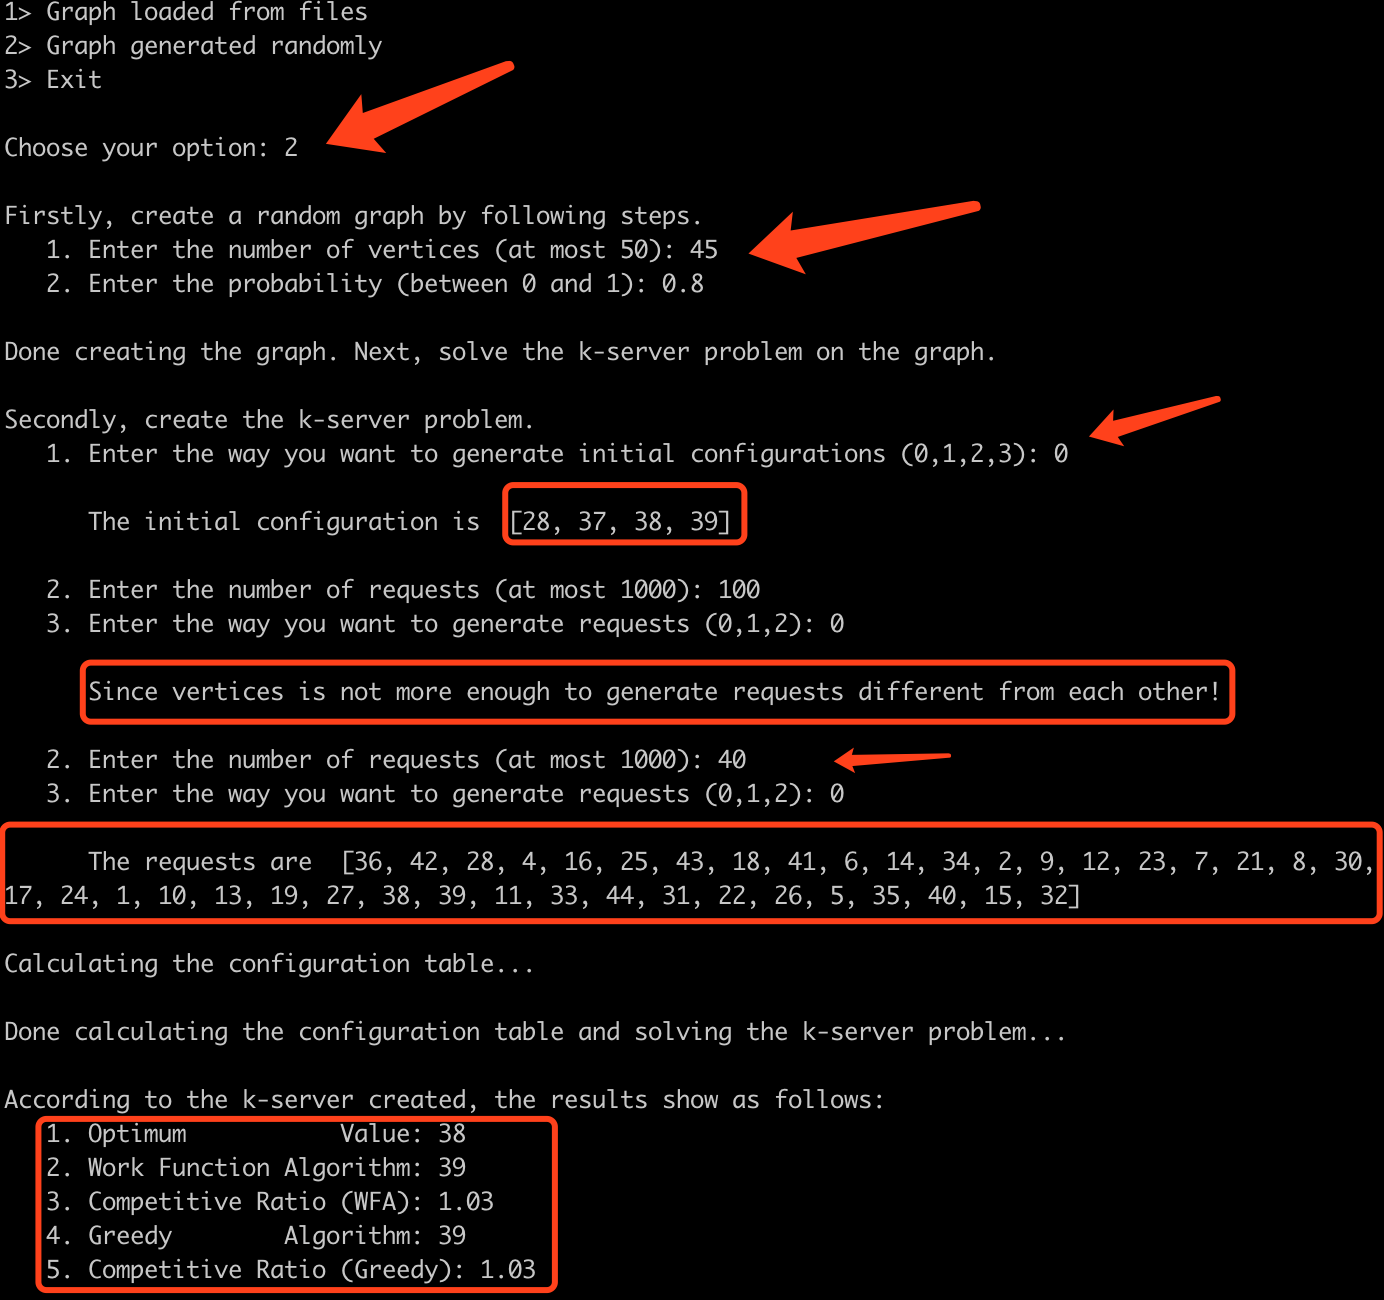 1> Graph loaded from files
2> Graph generated randomly
3> Exit
Choose your option: 2
Firstly, create a random graph by following steps.
1. Enter the number of vertices (at most 50): 45
2. Enter the probability (between 0 and 1): 0.8
Done creating the graph. Next, solve the k-server problem on the graph.
Secondly, create the k-server problem.
1. Enter the way you want to generate initial configurations (0,1,2,3): 0
The initial configuration is  [28, 37, 38, 39]
2. Enter the number of requests (at most 1000): 100
3. Enter the way you want to generate requests (0,1,2): 0
Since vertices is not more enough to generate requests different from each other!
2. Enter the number of requests (at most 1000): 40
3. Enter the way you want to generate requests (0,1,2): 0
The requests are  [36, 42, 28, 4, 16, 25, 43, 18, 41, 6, 14, 34, 2, 9, 12, 23, 7, 21, 8, 30,
17, 24, 1, 10, 13, 19, 27, 38, 39, 11, 33, 44, 31, 22, 26, 5, 35, 40, 15, 32]
Calculating the configuration table...
Done calculating the configuration table and solving the k-server problem...
According to the k-server created, the results show as follows:
1. Optimum           Value: 38
2. Work Function Algorithm: 39
3. Competitive Ratio (WFA): 1.03
4. Greedy        Algorithm: 39
5. Competitive Ratio (Greedy): 1.03